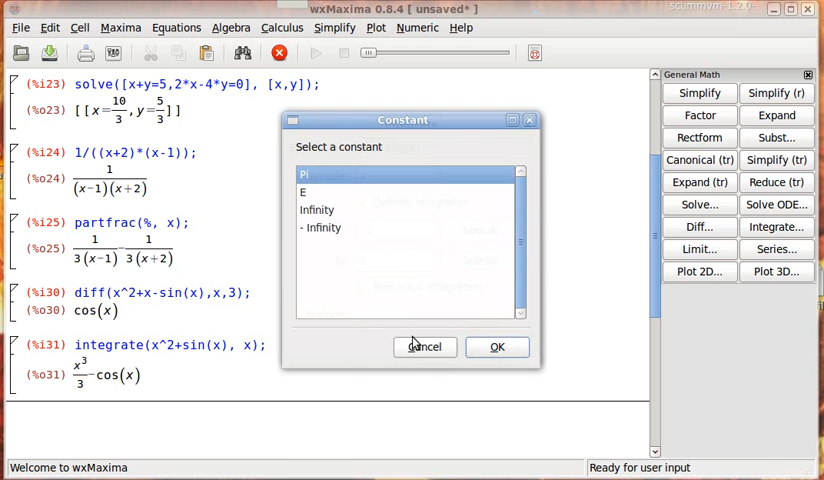 scummvm-1.2.0-
wxMaxima 0.8.4 [ unsaved* ]
File Edit Cell Maxima Equations Algebra Calculus Simplify Plot Numeric Help
(%i23) solve([x+y=5,2*x-4*y=0], [x,y]);
(%o23) [[x=10/3,y=5/3]]
(%i24) 1/((x+2)*(x-1));
(%o24) 1/((x-1)(x+2))
(%i25) partfrac(%, x);
(%o25) 1/(3(x-1))-1/(3(x+2))
(%i30) diff(x^2+x-sin(x),x,3);
(%o30) cos(x)
(%i31) integrate(x^2+sin(x), x);
(%o31) x^3/3-cos(x)
Constant
Select a constant
Pi
E
Infinity
- Infinity
Cancel OK
General Math
Simplify Simplify (r)
Factor Expand
Rectform Subst...
Canonical (tr) Simplify (tr)
Expand (tr) Reduce (tr)
Solve... Solve ODE...
Diff... Integrate...
Limit... Series...
Plot 2D... Plot 3D...
Welcome to wxMaxima
Ready for user input